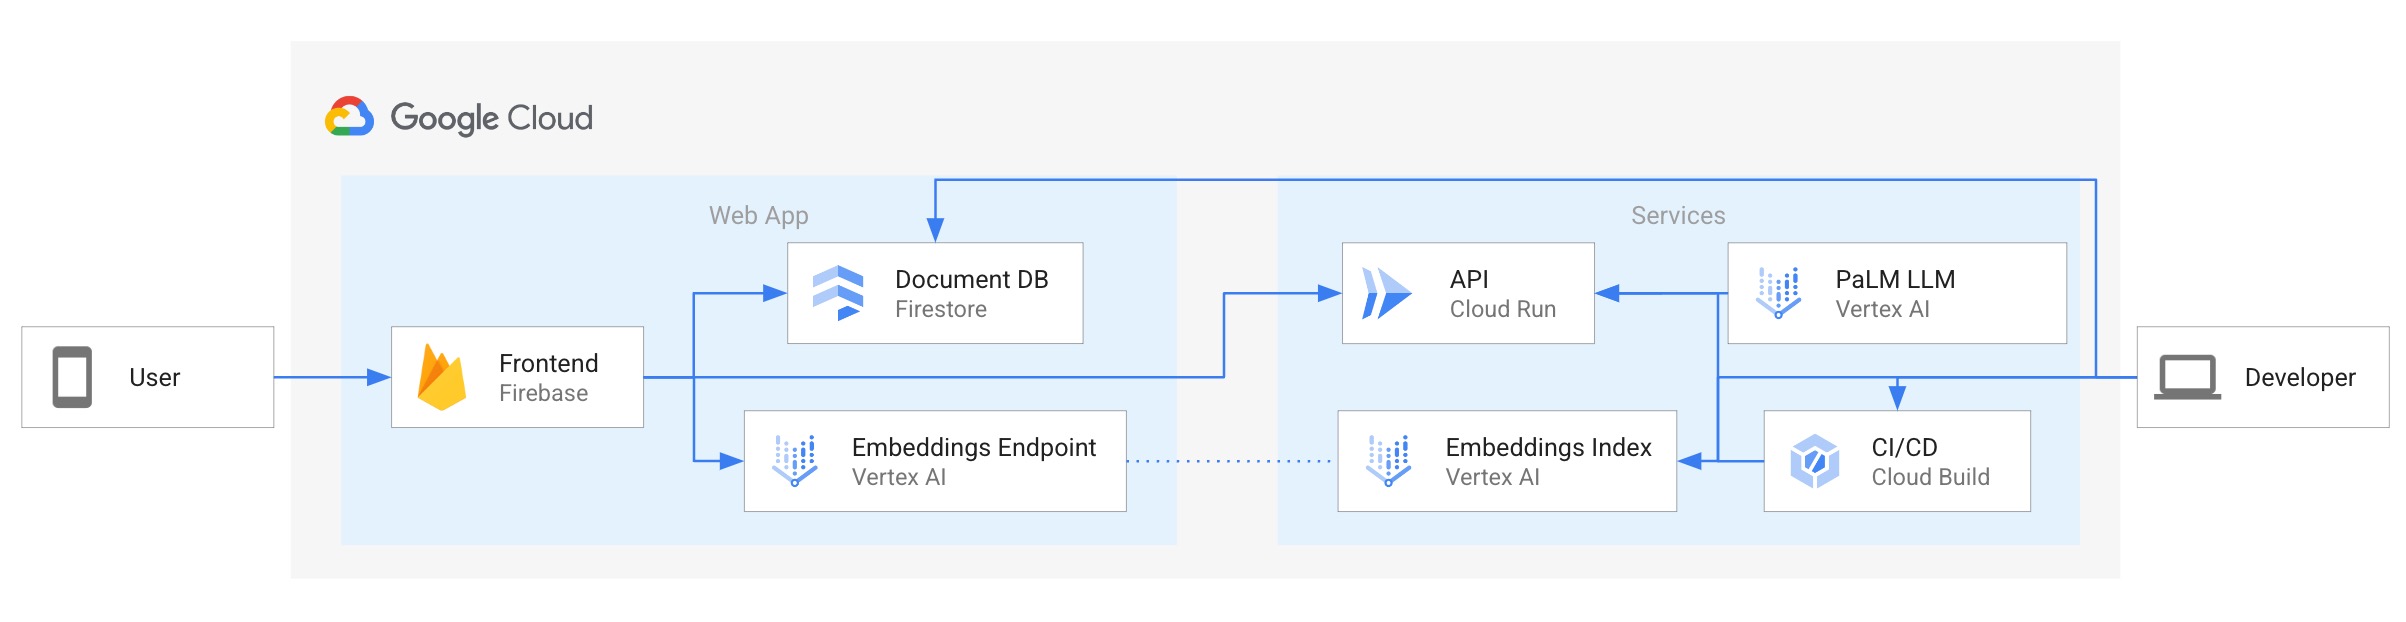 Google Cloud
Web App
Services
Document DB
Firestore
API
Cloud Run
PaLM LLM
Vertex AI
User
Frontend
Firebase
Developer
Embeddings Endpoint
Vertex AI
Embeddings Index
Vertex AI
CI/CD
Cloud Build